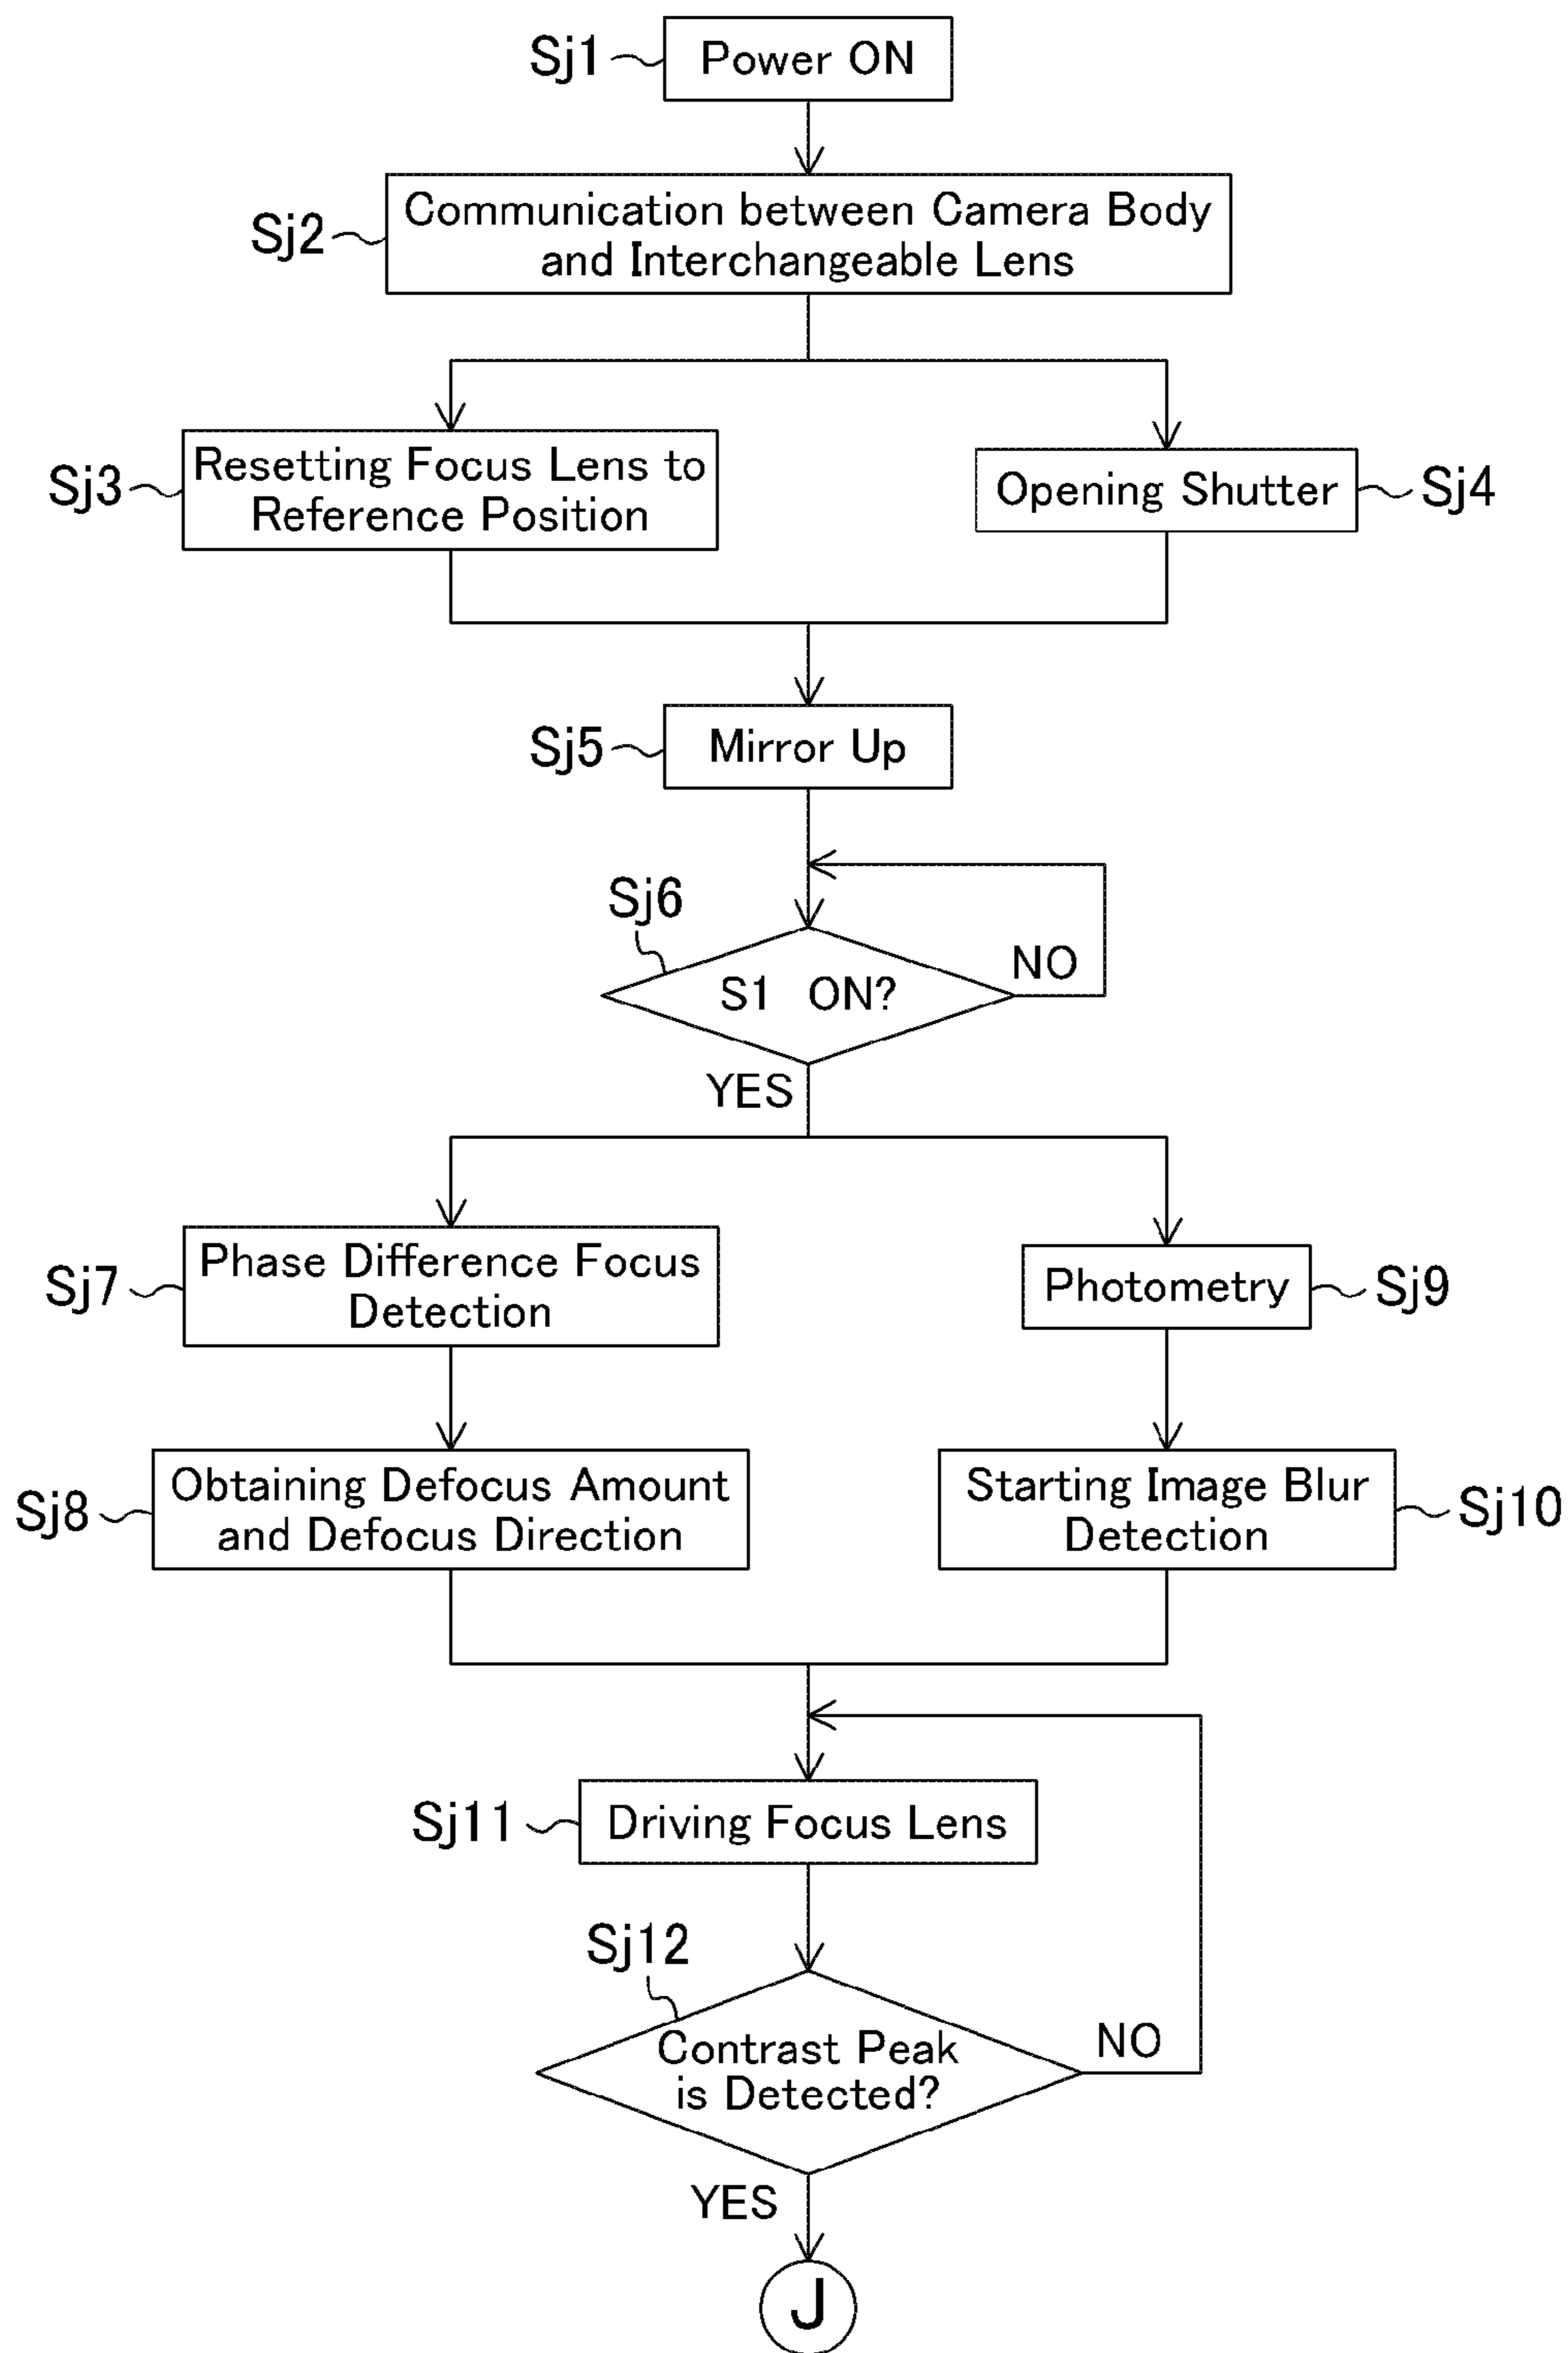 Sj1
Power ON
Sj2
Communication between Camera Body
and Interchangeable Lens
Sj3
Resetting Focus Lens to
Reference Position
Opening Shutter
Sj4
Sj5
Mirror Up
Sj6
S1 ON?
NO
YES
Sj7
Phase Difference Focus
Detection
Photometry
Sj9
Sj8
Obtaining Defocus Amount
and Defocus Direction
Starting Image Blur
Detection
Sj10
Sj11
Driving Focus Lens
Sj12
Contrast Peak
is Detected?
NO
YES
J